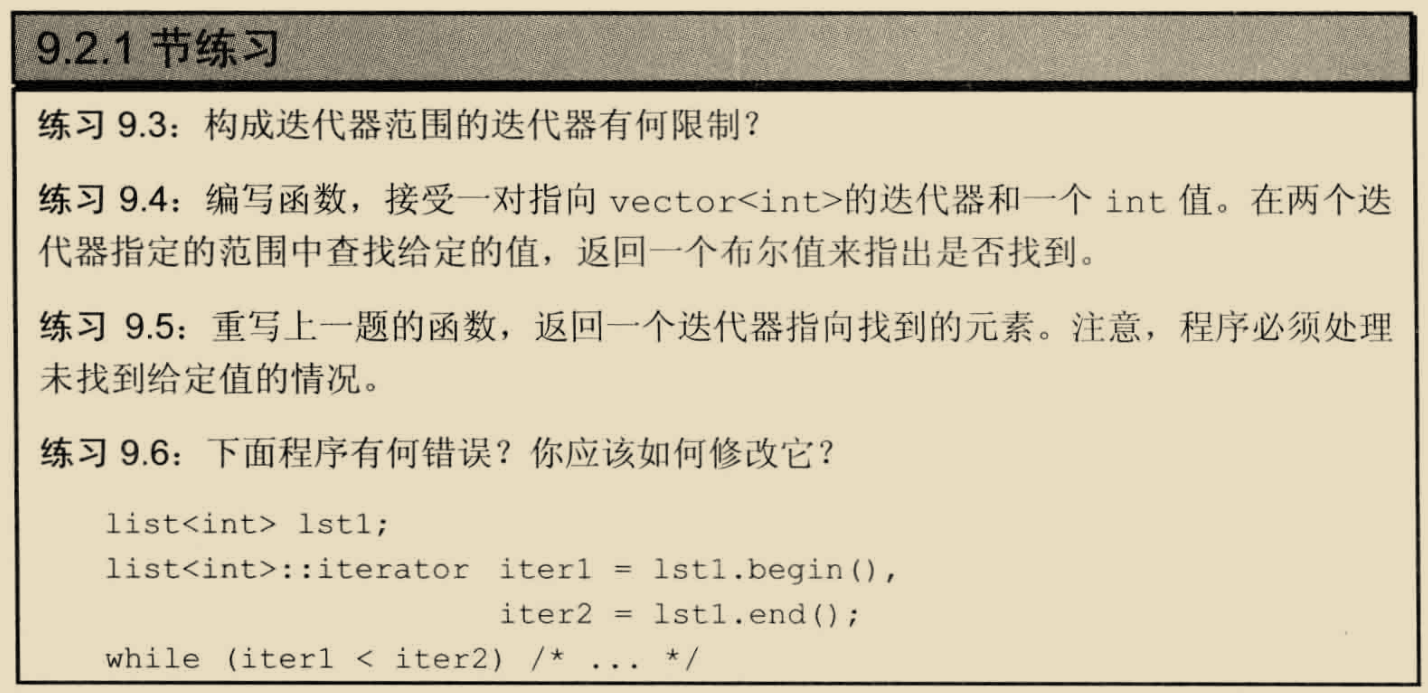 9.2.1 节练习
练习 9.3：构成迭代器范围的迭代器有何限制？
练习 9.4：编写函数，接受一对指向 vector<int>的迭代器和一个 int 值。在两个迭
代器指定的范围中查找给定的值，返回一个布尔值来指出是否找到。
练习 9.5：重写上一题的函数，返回一个迭代器指向找到的元素。注意，程序必须处理
未找到给定值的情况。
练习 9.6：下面程序有何错误？你应该如何修改它？
list<int> lst1;
list<int>::iterator iter1 = lst1.begin(),
iter2 = lst1.end();
while (iter1 < iter2) /* ... */